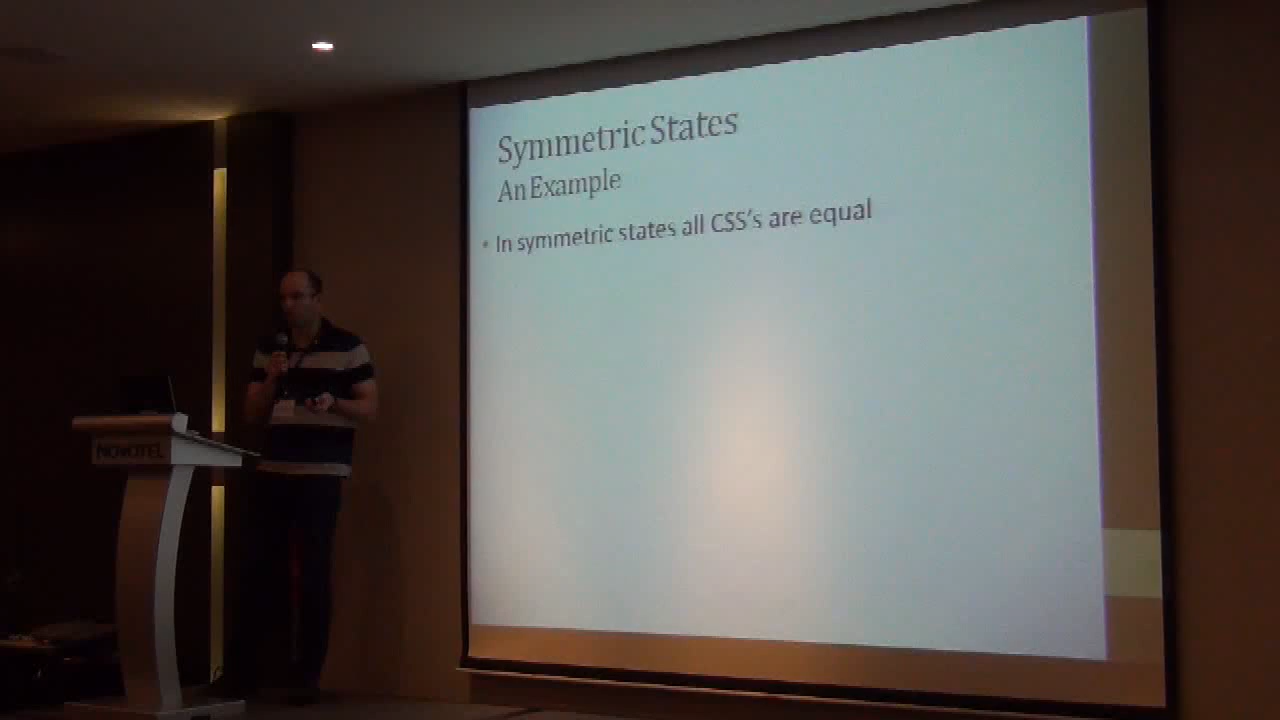 Symmetric States
An Example
• In symmetric states all CSS's are equal
NOVOTEL